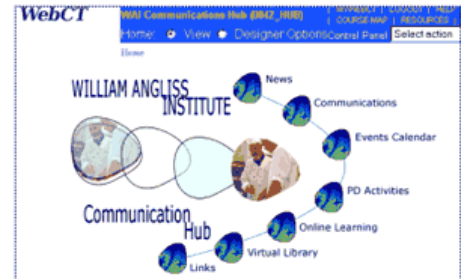 WebCT
WAI Communications Hub (D04Z_HUB)
| MYWEBCT | LOGOUT | HELP
| COURSE MAP | RESOURCES |
Home: View Designer Options Control Panel Select action
Home
WILLIAM ANGLISS
INSTITUTE
News
Communications
Events Calendar
PD Activities
Online Learning
Virtual Library
Links
Communication
Hub